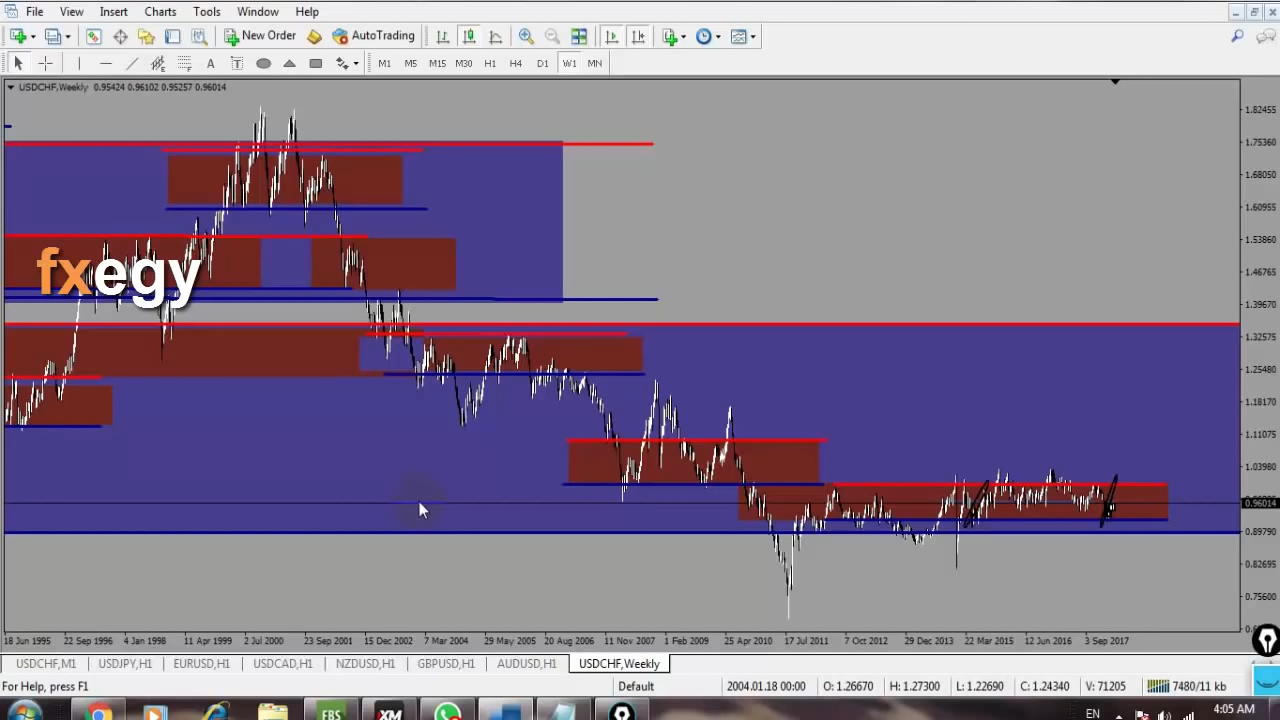 File View Insert Charts Tools Window Help
New Order AutoTrading
A T M1 M5 M15 M30 H1 H4 D1 W1 MN
USDCHF,Weekly 0.95424 0.96102 0.95257 0.96014
1.82455
1.75360
1.68050
1.60955
1.53860
1.46765
fxegy
1.39670
1.32575
1.25480
1.18170
1.11075
1.03980
0.96014
0.89790
0.82695
0.75600
18 Jun 1995 22 Sep 1996 4 Jan 1998 11 Apr 1999 2 Jul 2000 23 Sep 2001 15 Dec 2002 7 Mar 2004 29 May 2005 20 Aug 2006 11 Nov 2007 1 Feb 2009 25 Apr 2010 17 Jul 2011 7 Oct 2012 29 Dec 2013 22 Mar 2015 12 Jun 2016 3 Sep 2017
USDCHF,M1 USDJPY,H1 EURUSD,H1 USDCAD,H1 NZDUSD,H1 GBPUSD,H1 AUDUSD,H1 USDCHF,Weekly
For Help, press F1 Default 2004.01.18 00:00 O: 1.26670 H: 1.27300 L: 1.22690 C: 1.24340 V: 71205 7480/11 kb
FBS XM EN 4:05 AM